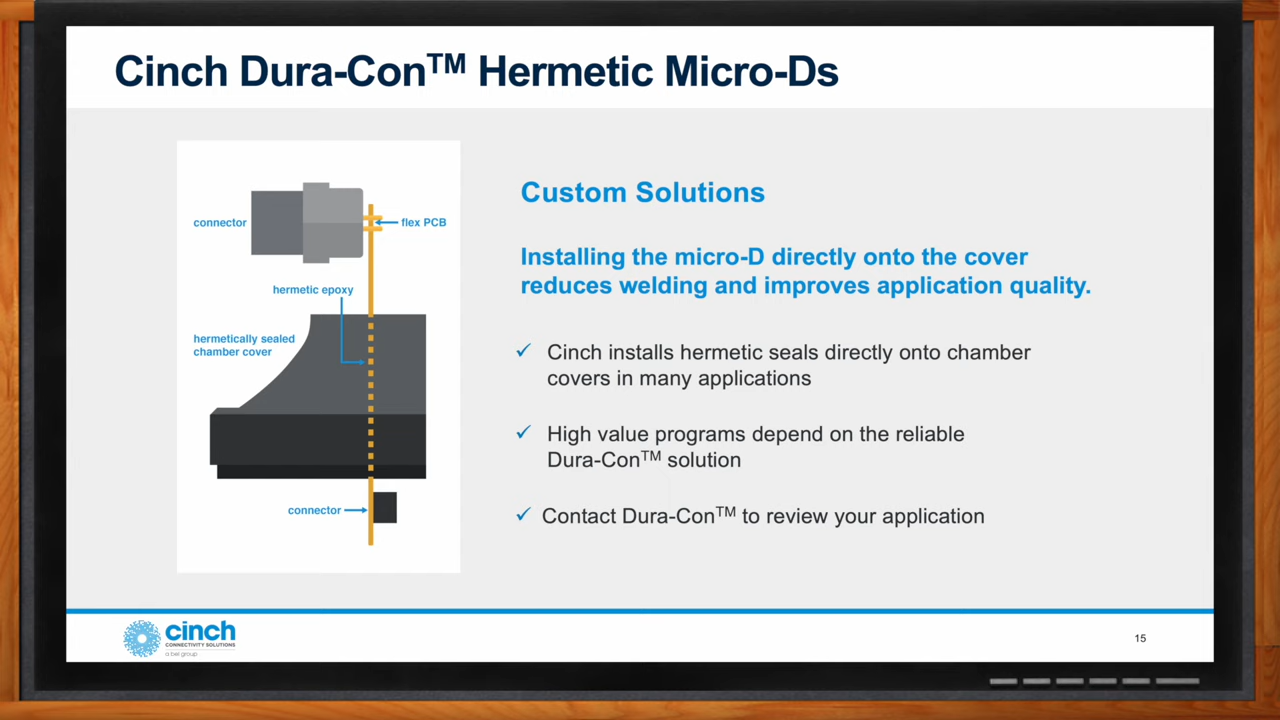 Cinch Dura-Con™ Hermetic Micro-Ds
connector
flex PCB
hermetic epoxy
hermetically sealed
chamber cover
connector
Custom Solutions
Installing the micro-D directly onto the cover
reduces welding and improves application quality.
✓ Cinch installs hermetic seals directly onto chamber
covers in many applications
✓ High value programs depend on the reliable
Dura-Con™ solution
✓ Contact Dura-Con™ to review your application
cinch
CONNECTIVITY SOLUTIONS
a bel group
15